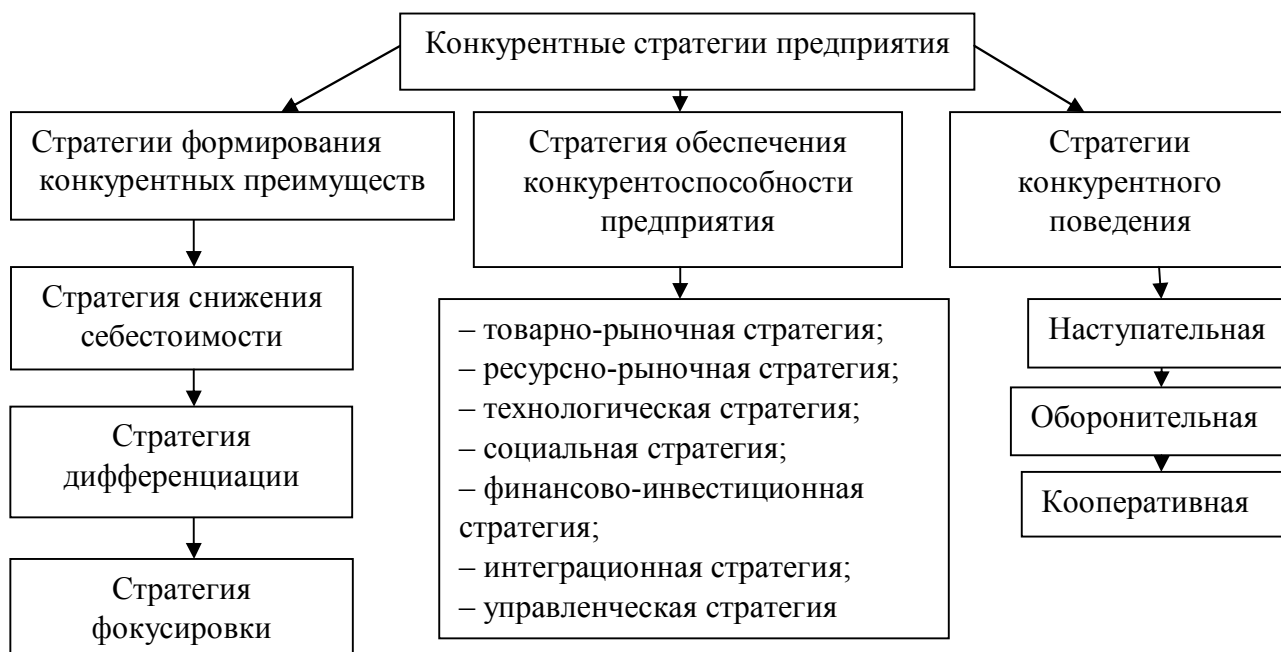 Конкурентные стратегии предприятия
Стратегии формирования
конкурентных преимуществ
Стратегия снижения
себестоимости
Стратегия
дифференциации
Стратегия
фокусировки
Стратегия обеспечения
конкурентоспособности
предприятия
– товарно-рыночная стратегия;
– ресурсно-рыночная стратегия;
– технологическая стратегия;
– социальная стратегия;
– финансово-инвестиционная
стратегия;
– интеграционная стратегия;
– управленческая стратегия
Стратегии
конкурентного
поведения
Наступательная
Оборонительная
Кооперативная